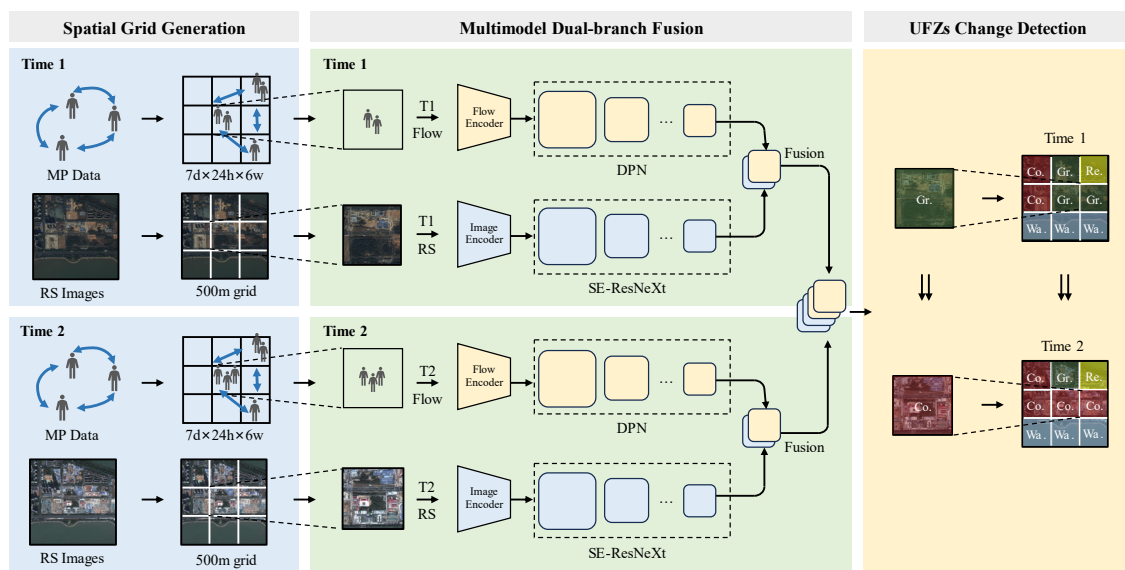 Spatial Grid Generation
Multimodel Dual-branch Fusion
UFZs Change Detection
Time 1
MP Data
7d×24h×6w
RS Images
500m grid
Time 1
T1
Flow
Flow
Encoder
...
DPN
Fusion
T1
RS
Image
Encoder
...
SE-ResNeXt
Time 2
MP Data
7d×24h×6w
RS Images
500m grid
Time 2
T2
Flow
Flow
Encoder
...
DPN
Fusion
T2
RS
Image
Encoder
...
SE-ResNeXt
Gr.
Time 1
Co. Gr. Re.
Co. Gr. Gr.
Wa. Wa. Wa.
Co.
Time 2
Co. Gr. Re.
Co. Co. Co.
Wa. Wa. Wa.